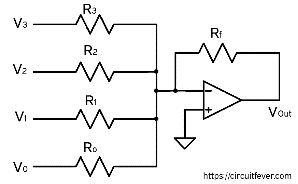 V3
R3
Rf
V2
R2
V1
R1
VOut
V0
R0
https://circuitfever.com